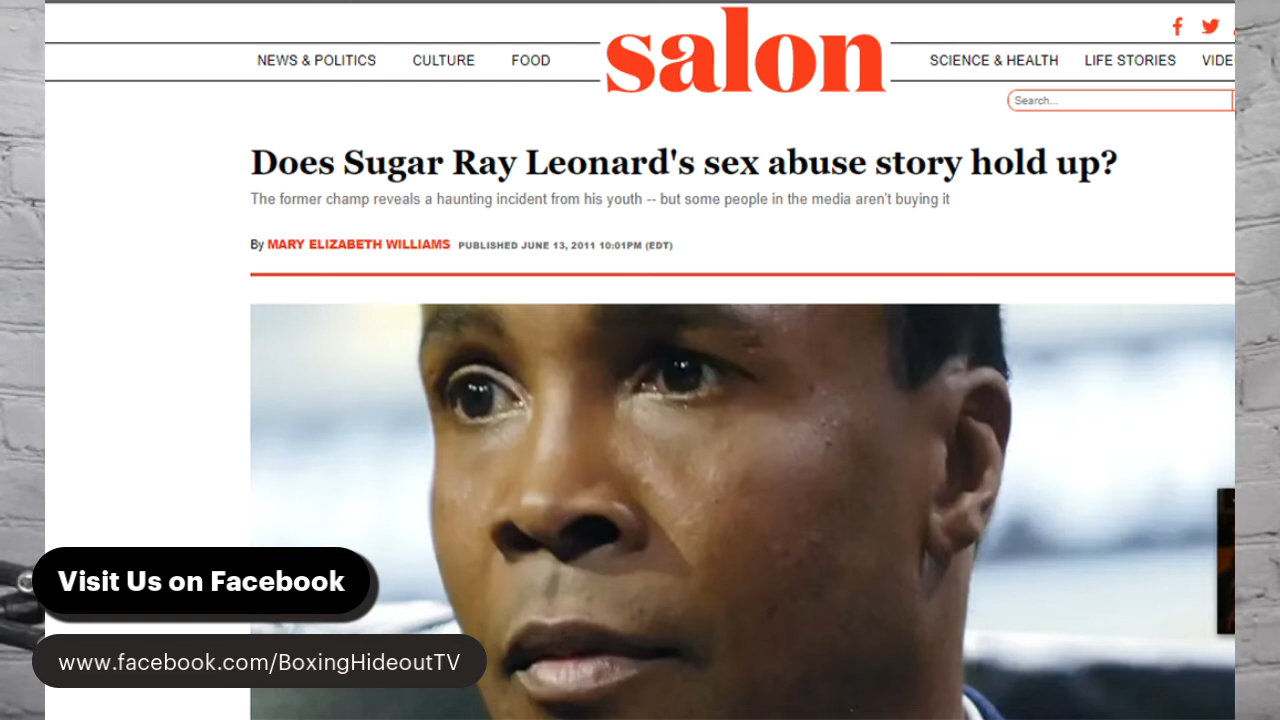 salon
NEWS & POLITICS CULTURE FOOD SCIENCE & HEALTH LIFE STORIES
Search...
Does Sugar Ray Leonard's sex abuse story hold up?
The former champ reveals a haunting incident from his youth -- but some people in the media aren't buying it
By MARY ELIZABETH WILLIAMS PUBLISHED JUNE 13, 2011 10:01PM (EDT)
Visit Us on Facebook
www.facebook.com/BoxingHideoutTV